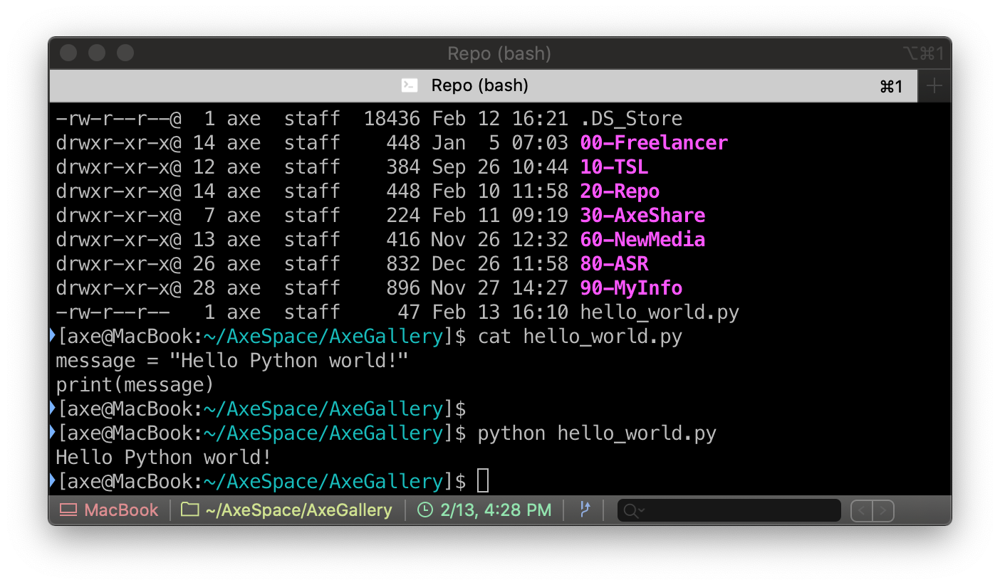 Repo (bash)
⌥⌘1
Repo (bash)
⌘1
-rw-r--r--@  1 axe  staff  18436 Feb 12 16:21 .DS_Store
drwxr-xr-x@ 14 axe  staff    448 Jan  5 07:03 00-Freelancer
drwxr-xr-x@ 12 axe  staff    384 Sep 26 10:44 10-TSL
drwxr-xr-x@ 14 axe  staff    448 Feb 10 11:58 20-Repo
drwxr-xr-x@  7 axe  staff    224 Feb 11 09:19 30-AxeShare
drwxr-xr-x@ 13 axe  staff    416 Nov 26 12:32 60-NewMedia
drwxr-xr-x@ 26 axe  staff    832 Dec 26 11:58 80-ASR
drwxr-xr-x@ 28 axe  staff    896 Nov 27 14:27 90-MyInfo
-rw-r--r--   1 axe  staff     47 Feb 13 16:10 hello_world.py
[axe@MacBook:~/AxeSpace/AxeGallery]$ cat hello_world.py
message = "Hello Python world!"
print(message)
[axe@MacBook:~/AxeSpace/AxeGallery]$
[axe@MacBook:~/AxeSpace/AxeGallery]$ python hello_world.py
Hello Python world!
[axe@MacBook:~/AxeSpace/AxeGallery]$
MacBook ~/AxeSpace/AxeGallery 2/13, 4:28 PM